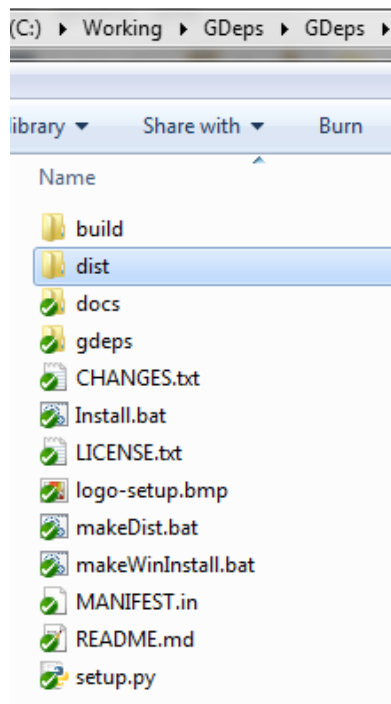 (C:) ▸ Working ▸ GDeps ▸ GDeps ▸
library ▾ Share with ▾ Burn
Name
build
dist
docs
gdeps
CHANGES.txt
Install.bat
LICENSE.txt
logo-setup.bmp
makeDist.bat
makeWinInstall.bat
MANIFEST.in
README.md
setup.py